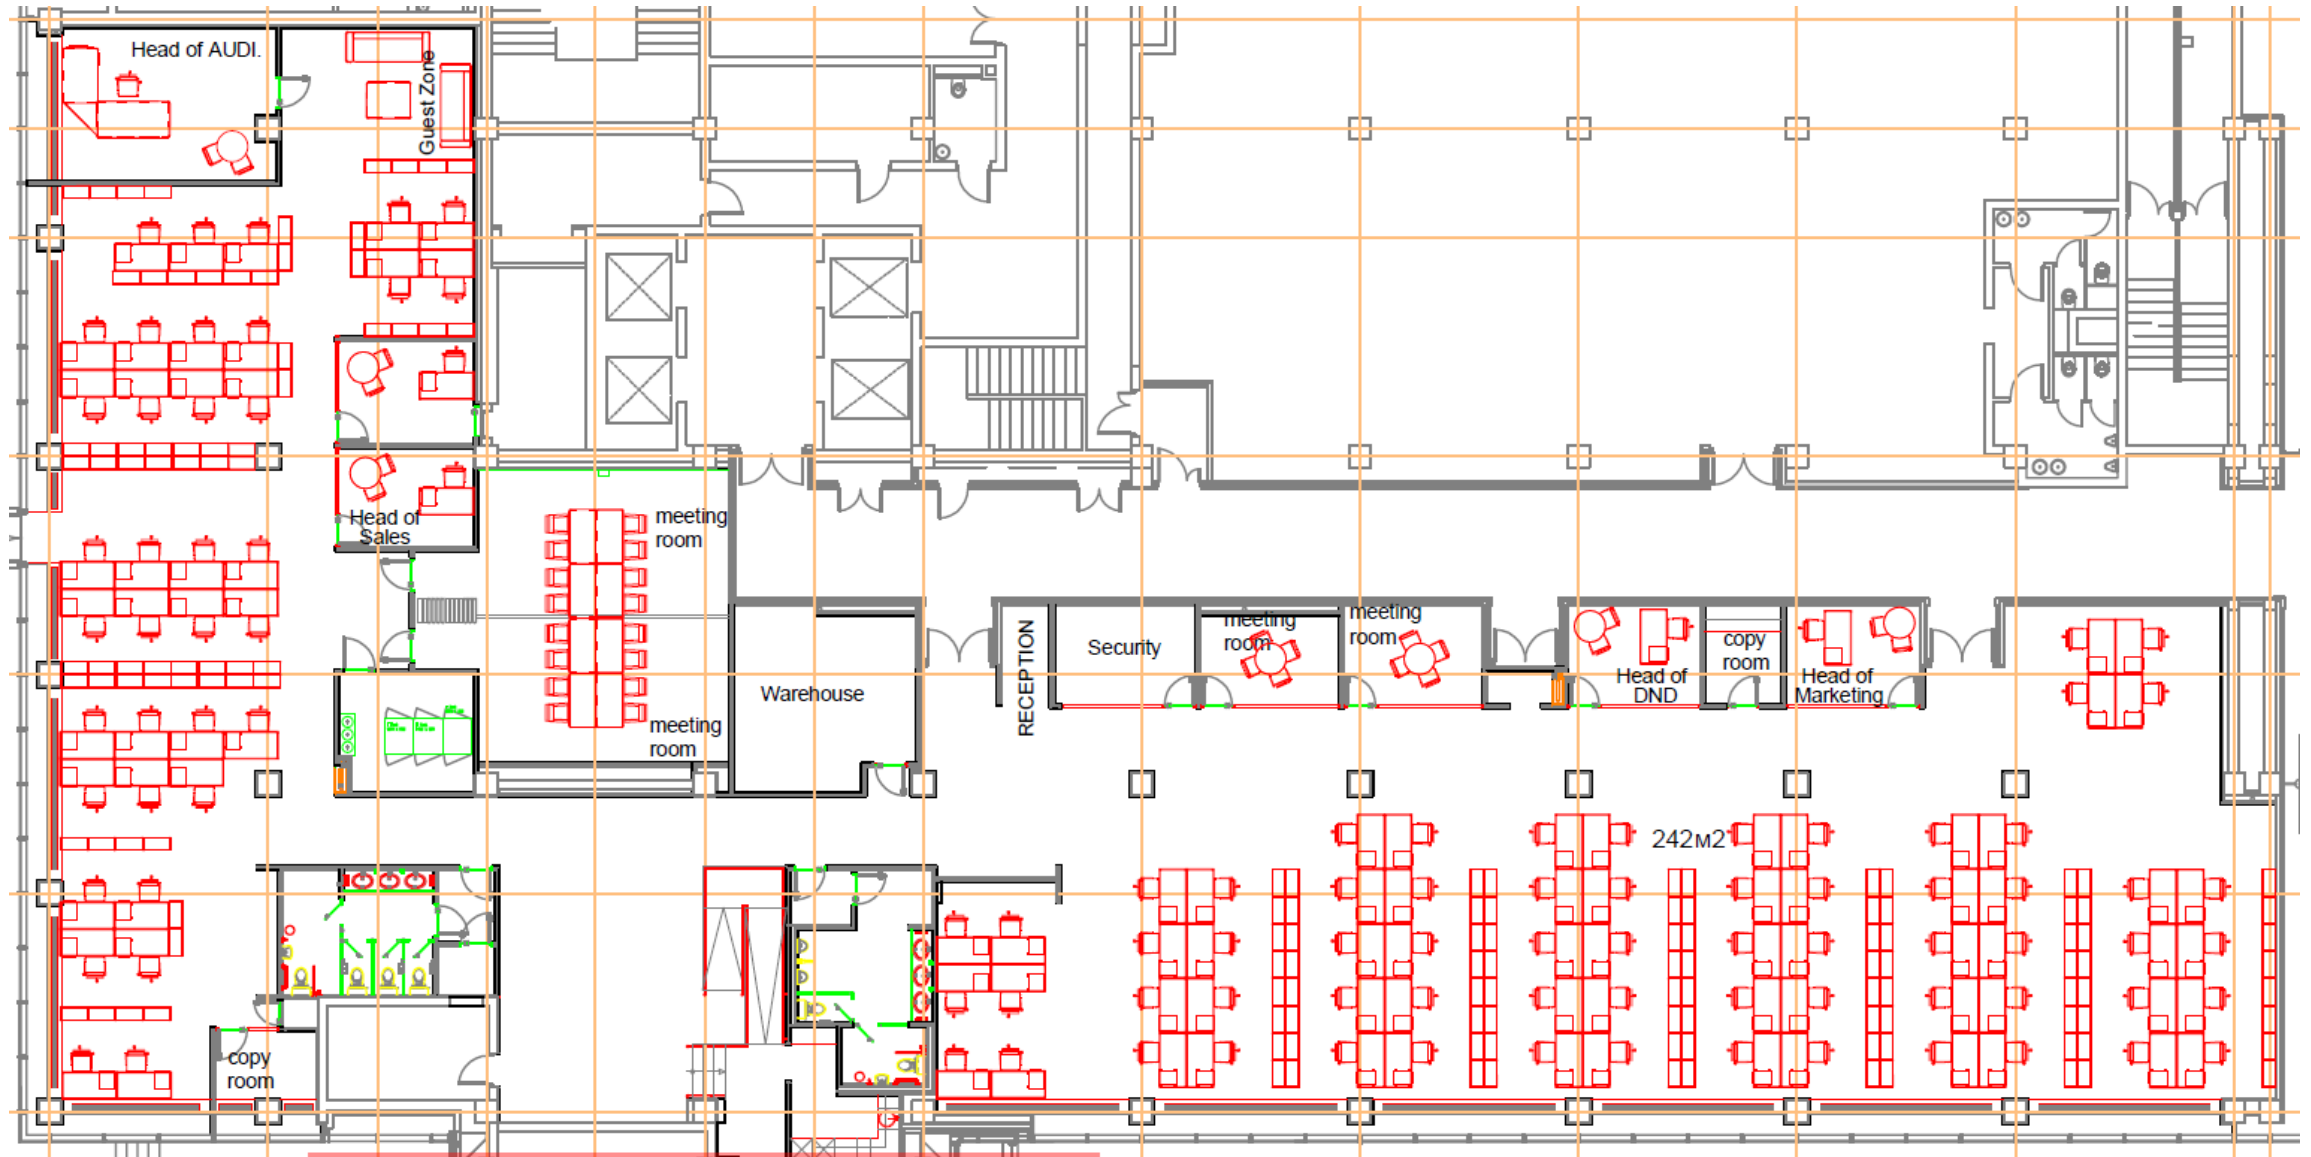 Head of AUDI.
Guest Zone
Head of
Sales
meeting
room
meeting
room
Warehouse
RECEPTION
Security
meeting
room
meeting
room
Head of
DND
copy
room
Head of
Marketing
242м2
copy
room